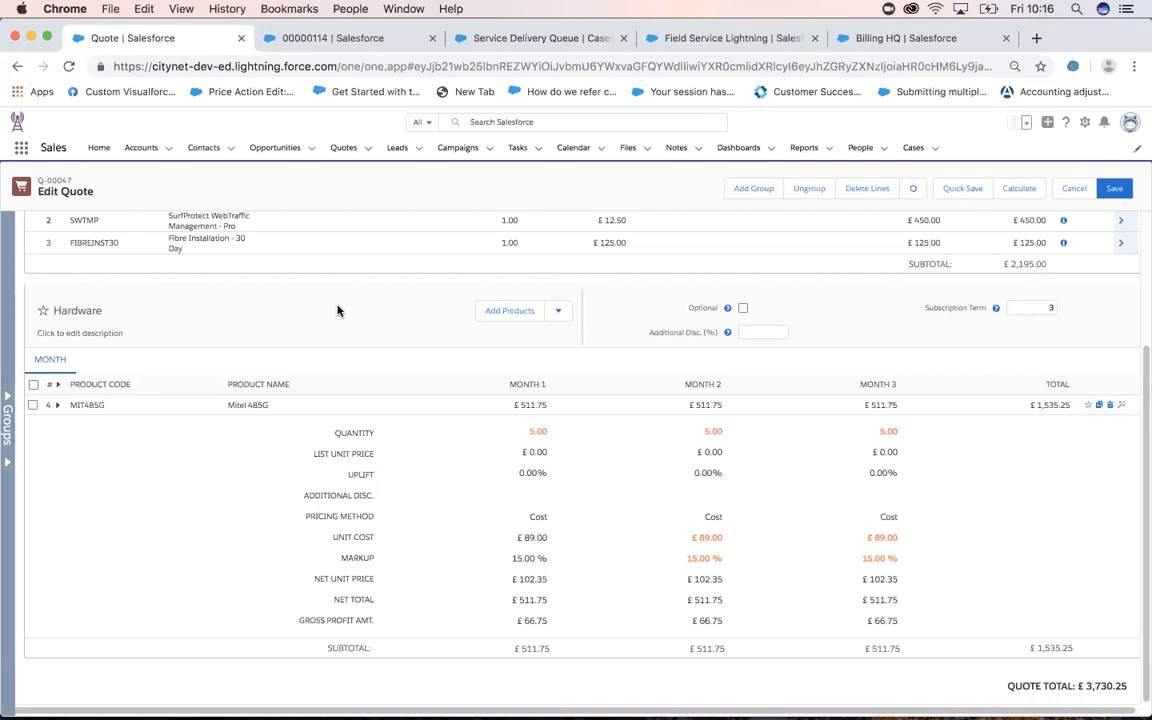 Chrome File Edit View History Bookmarks People Window Help Fri 10:16
Quote | Salesforce 00000114 | Salesforce Service Delivery Queue | Case Field Service Lightning | Sales Billing HQ | Salesforce
https://citynet-dev-ed.lightning.force.com/one/one.app#eyJjb21wb25lbnREZWYiOiJvbmU6YWxvaGFQYWdlIiwiYXR0cmlidXRlcyI6eyJhZGRyZXNzIjoiaHR0cHM6Ly9ja...
Apps Custom Visualforc... Price Action Edit:... Get Started with t... New Tab How do we refer c... Your session has... Customer Succes... Submitting multipl... Accounting adjust...
All Search Salesforce
Sales Home Accounts Contacts Opportunities Quotes Leads Campaigns Tasks Calendar Files Notes Dashboards Reports People Cases
Q-00047
Edit Quote
Add Group Ungroup Delete Lines Quick Save Calculate Cancel Save
2 SWTMP SurfProtect WebTraffic Management - Pro 1.00 £ 12.50 £ 450.00 £ 450.00
3 FIBREINST30 Fibre Installation - 30 Day 1.00 £ 125.00 £ 125.00 £ 125.00
SUBTOTAL: £ 2,195.00
Hardware Add Products Optional Subscription Term 3
Click to edit description Additional Disc. (%)
MONTH
# PRODUCT CODE PRODUCT NAME MONTH 1 MONTH 2 MONTH 3 TOTAL
4 MIT485G Mitel 485G £ 511.75 £ 511.75 £ 511.75 £ 1,535.25
QUANTITY 5.00 5.00 5.00
LIST UNIT PRICE £ 0.00 £ 0.00 £ 0.00
UPLIFT 0.00% 0.00% 0.00%
ADDITIONAL DISC.
PRICING METHOD Cost Cost Cost
UNIT COST £ 89.00 £ 89.00 £ 89.00
MARKUP 15.00 % 15.00 % 15.00 %
NET UNIT PRICE £ 102.35 £ 102.35 £ 102.35
NET TOTAL £ 511.75 £ 511.75 £ 511.75
GROSS PROFIT AMT. £ 66.75 £ 66.75 £ 66.75
SUBTOTAL: £ 511.75 £ 511.75 £ 511.75 £ 1,535.25
QUOTE TOTAL: £ 3,730.25
Groups